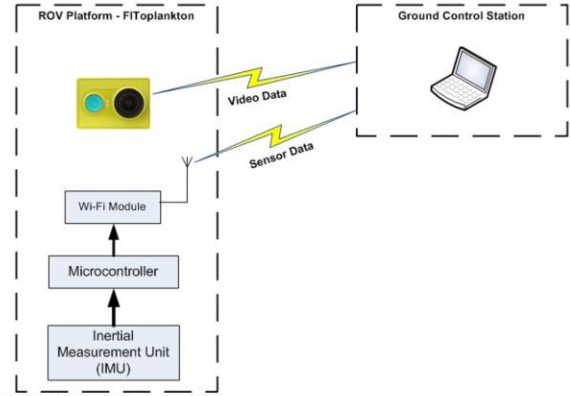 ROV Platform - FIToplankton
Ground Control Station
Video Data
Sensor Data
Wi-Fi Module
Microcontroller
Inertial
Measurement Unit
(IMU)